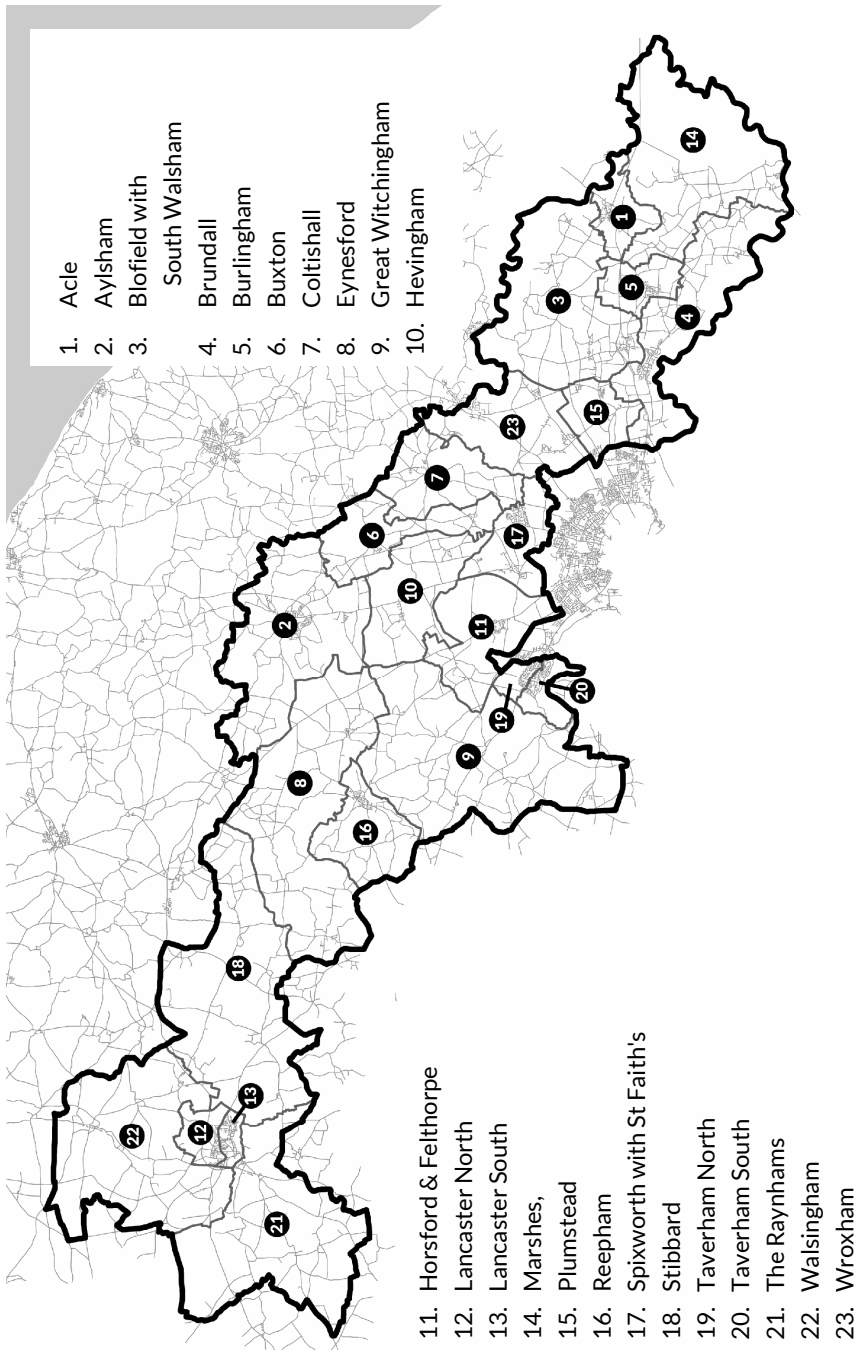 1. Acle
2. Aylsham
3. Blofield with
South Walsham
4. Brundall
5. Burlingham
6. Buxton
7. Coltishall
8. Eynesford
9. Great Witchingham
10. Hevingham
11. Horsford & Felthorpe
12. Lancaster North
13. Lancaster South
14. Marshes,
15. Plumstead
16. Reepham
17. Spixworth with St Faith's
18. Stibbard
19. Taverham North
20. Taverham South
21. The Raynhams
22. Walsingham
23. Wroxham
21
22
12
13
18
8
16
2
9
19
20
10
11
6
7
17
23
15
3
4
5
1
14